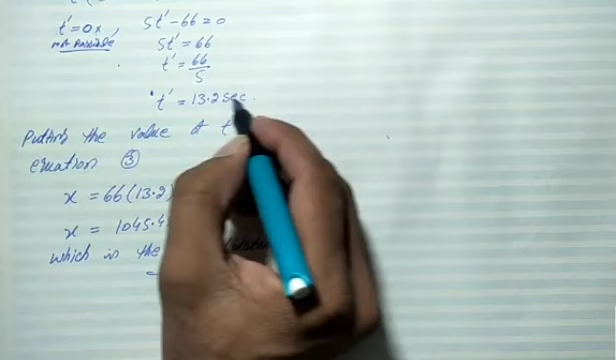 t' = 0 x, 5t' - 66 = 0
not possible 5t' = 66
t' = 66/5
t' = 13.2 sec.
Putting the value of t
equation ③
x = 66(13.2)
x = 1045.4
which is the